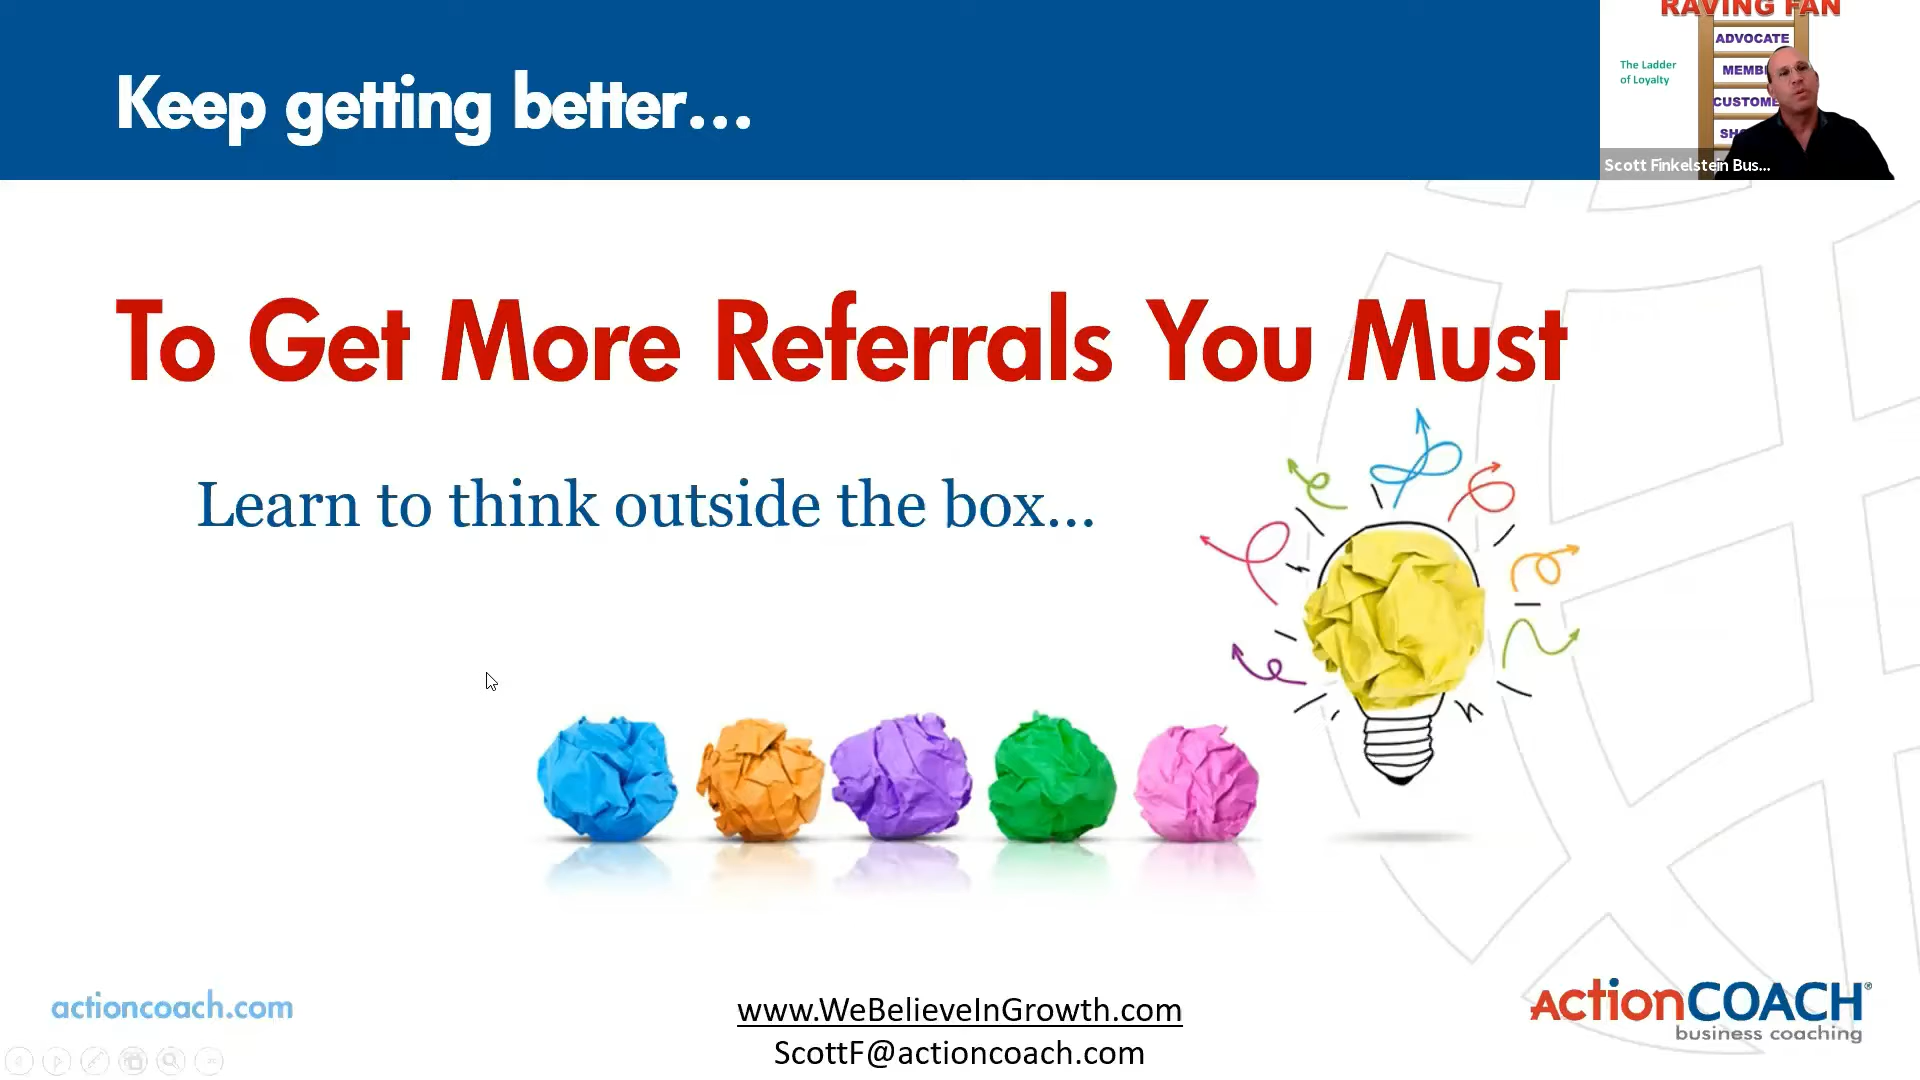 Keep getting better...
RAVING FAN
ADVOCATE
The Ladder
of Loyalty
Scott Finkelstein Bus...
To Get More Referrals You Must
Learn to think outside the box...
actioncoach.com
www.WeBelieveInGrowth.com
ScottF@actioncoach.com
ActionCOACH®
business coaching